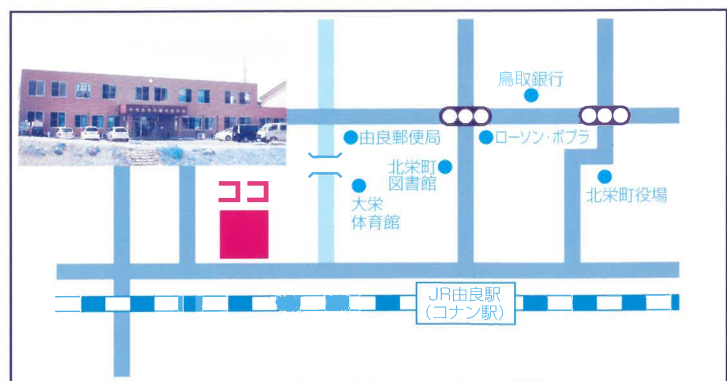 鳥取銀行
由良郵便局
ローソン・ポプラ
北栄町
図書館
ココ
大栄
体育館
北栄町役場
JR由良駅
(コナン駅)